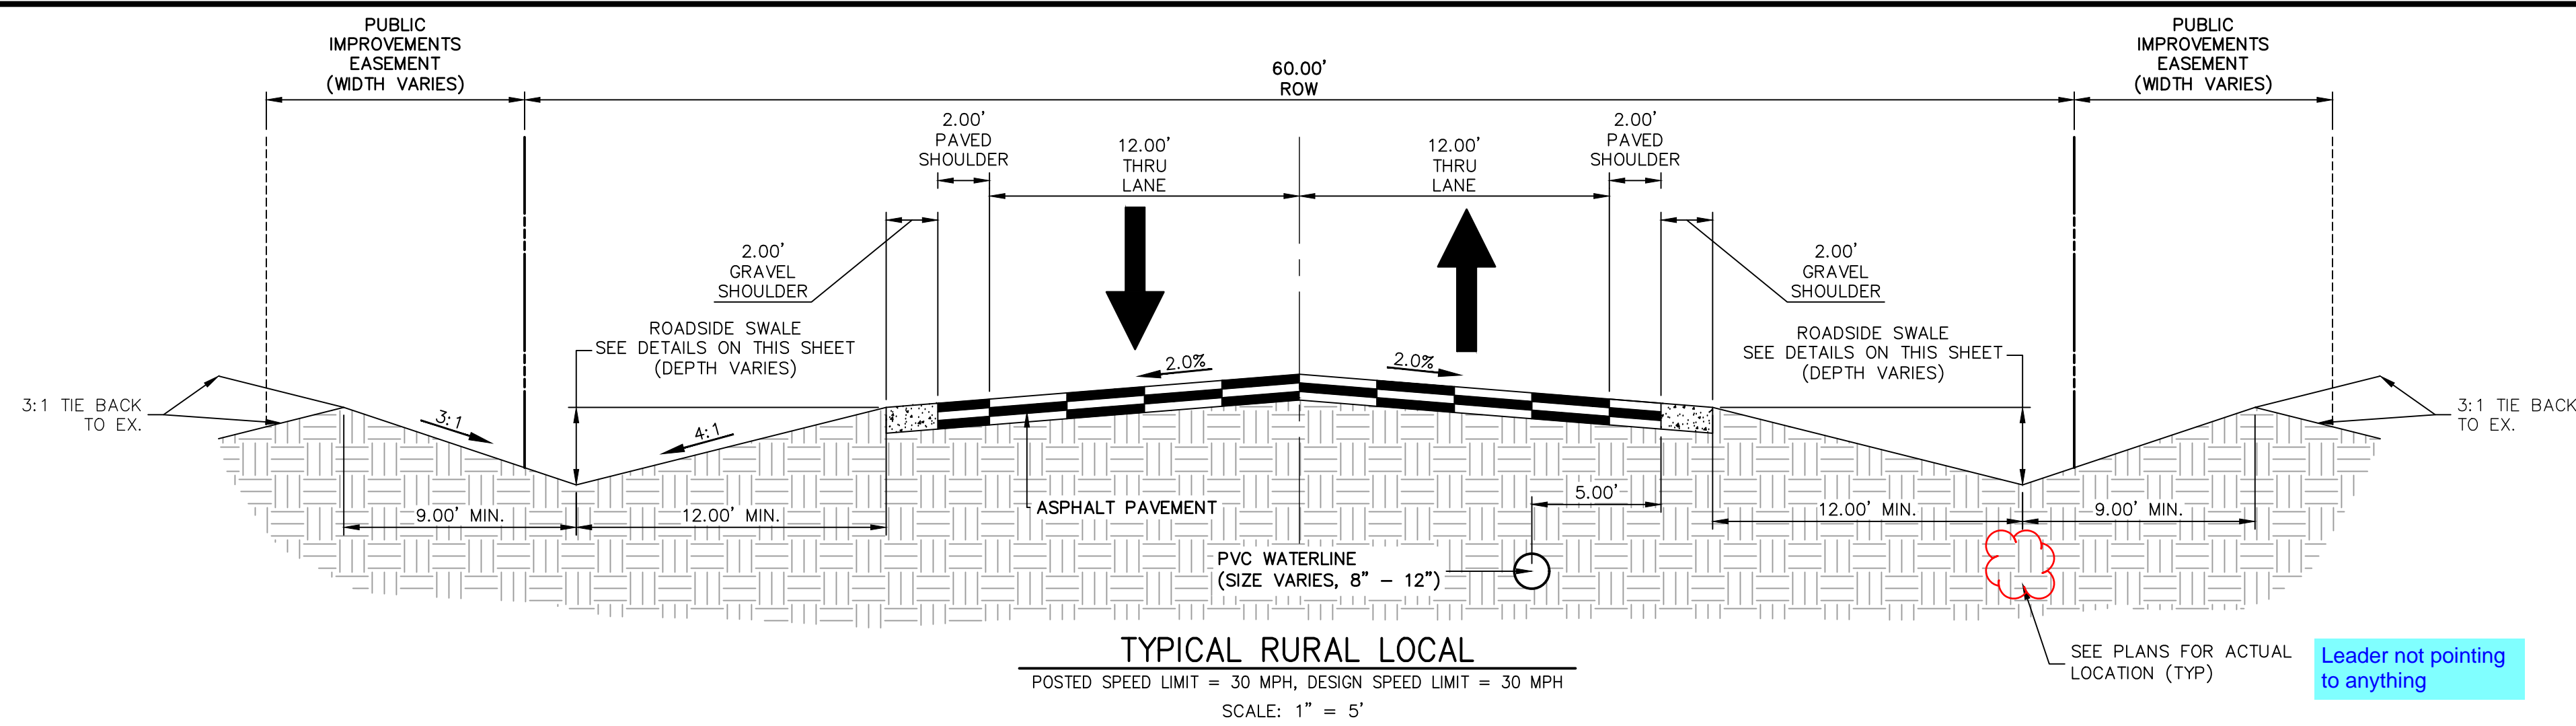 PUBLIC
IMPROVEMENTS
EASEMENT
(WIDTH VARIES)
60.00'
ROW
PUBLIC
IMPROVEMENTS
EASEMENT
(WIDTH VARIES)
2.00'
PAVED
SHOULDER
12.00'
THRU
LANE
12.00'
THRU
LANE
2.00'
PAVED
SHOULDER
2.00'
GRAVEL
SHOULDER
2.00'
GRAVEL
SHOULDER
ROADSIDE SWALE
SEE DETAILS ON THIS SHEET
(DEPTH VARIES)
2.0%
2.0%
ROADSIDE SWALE
SEE DETAILS ON THIS SHEET
(DEPTH VARIES)
3:1 TIE BACK
TO EX.
3:1
4:1
3:1 TIE BACK
TO EX.
9.00' MIN.
12.00' MIN.
ASPHALT PAVEMENT
5.00'
12.00' MIN.
9.00' MIN.
PVC WATERLINE
(SIZE VARIES, 8" - 12")
SEE PLANS FOR ACTUAL
LOCATION (TYP)
Leader not pointing
to anything
TYPICAL RURAL LOCAL
POSTED SPEED LIMIT = 30 MPH, DESIGN SPEED LIMIT = 30 MPH
SCALE: 1" = 5'